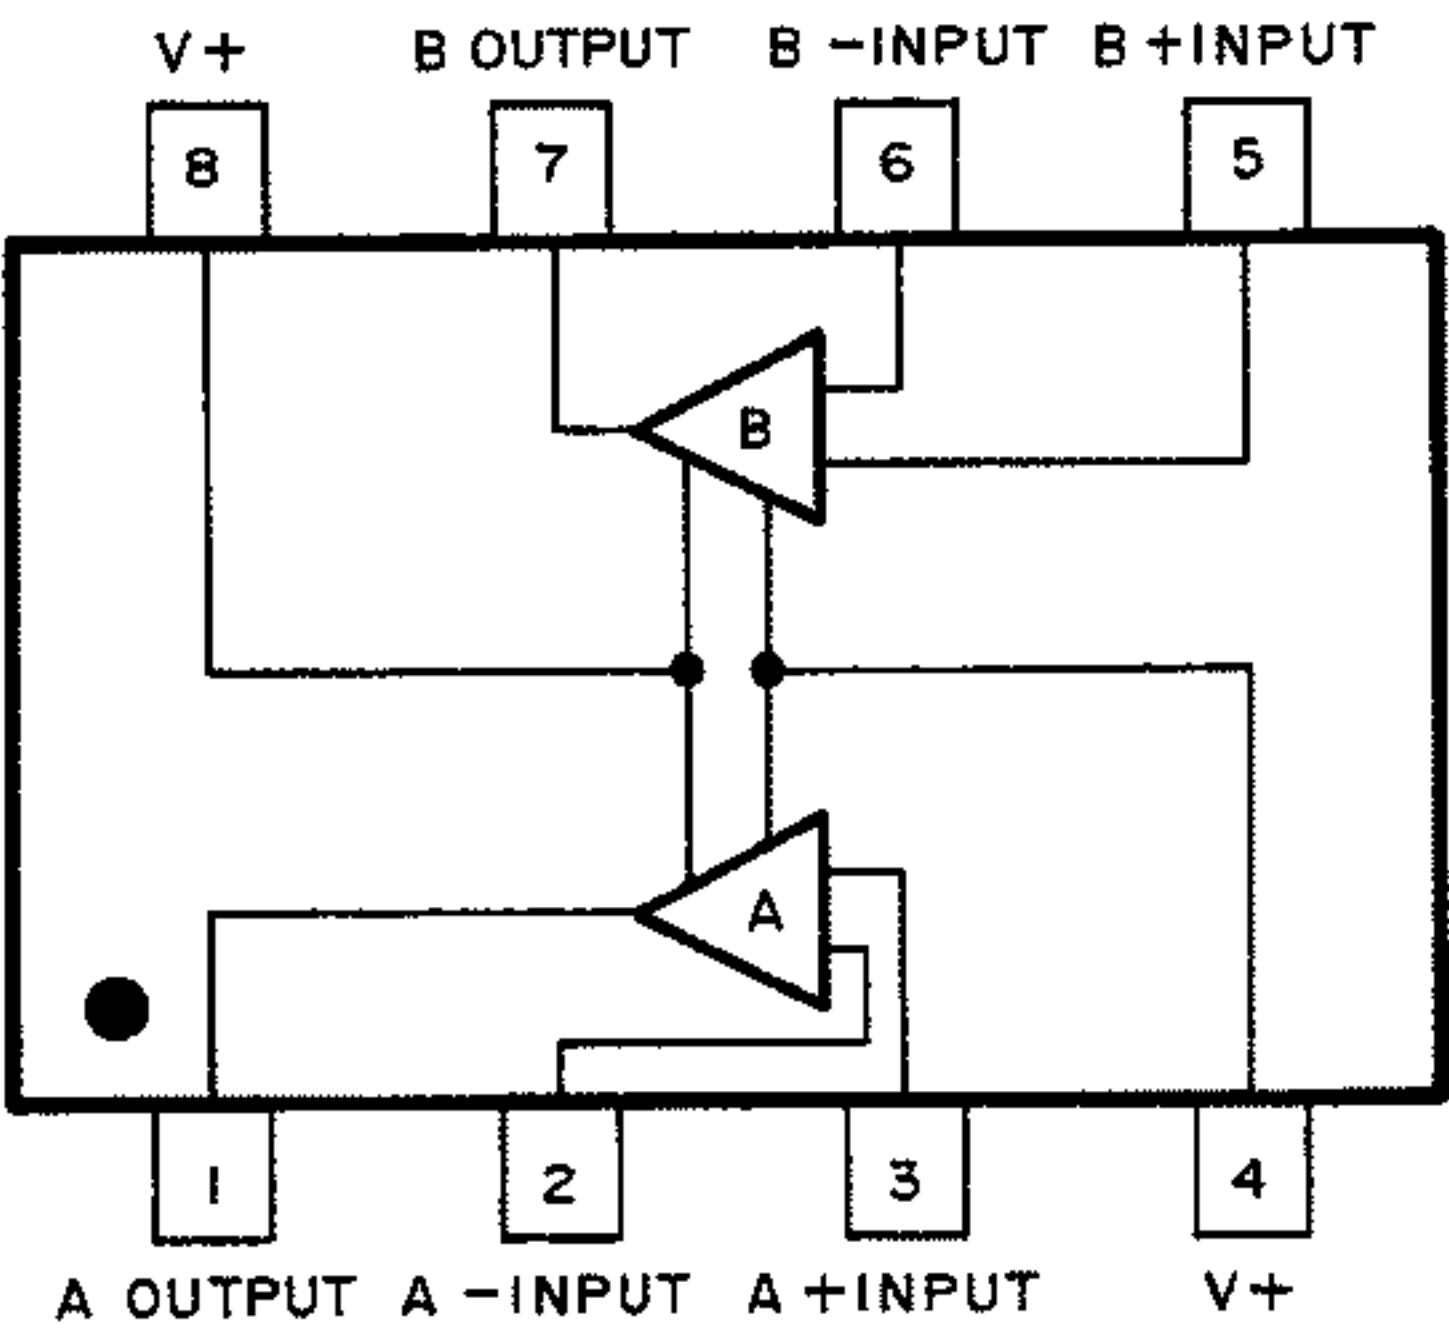 V+ B OUTPUT B -INPUT B +INPUT
8 7 6 5
B
A
1 2 3 4
A OUTPUT A -INPUT A +INPUT V+